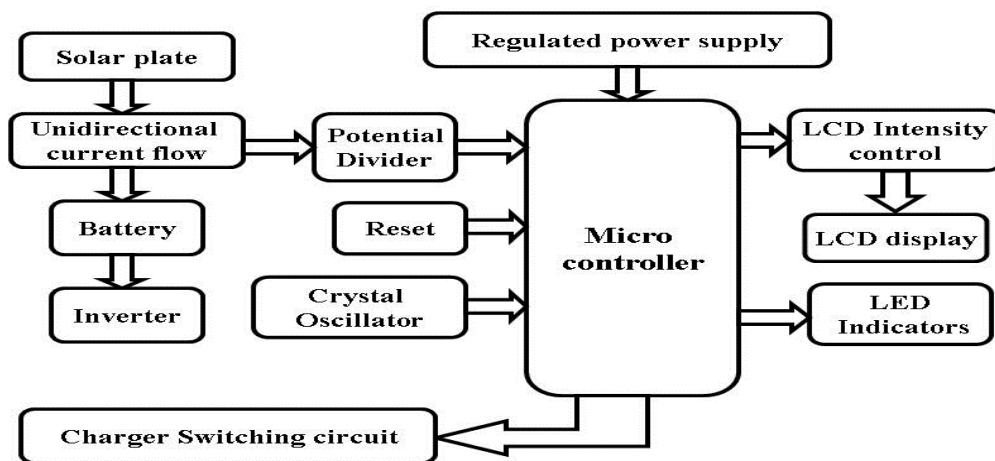 Solar plate
Regulated power supply
Unidirectional
current flow
Potential
Divider
LCD Intensity
control
Battery
Reset
Micro
controller
LCD display
Inverter
Crystal
Oscillator
LED
Indicators
Charger Switching circuit